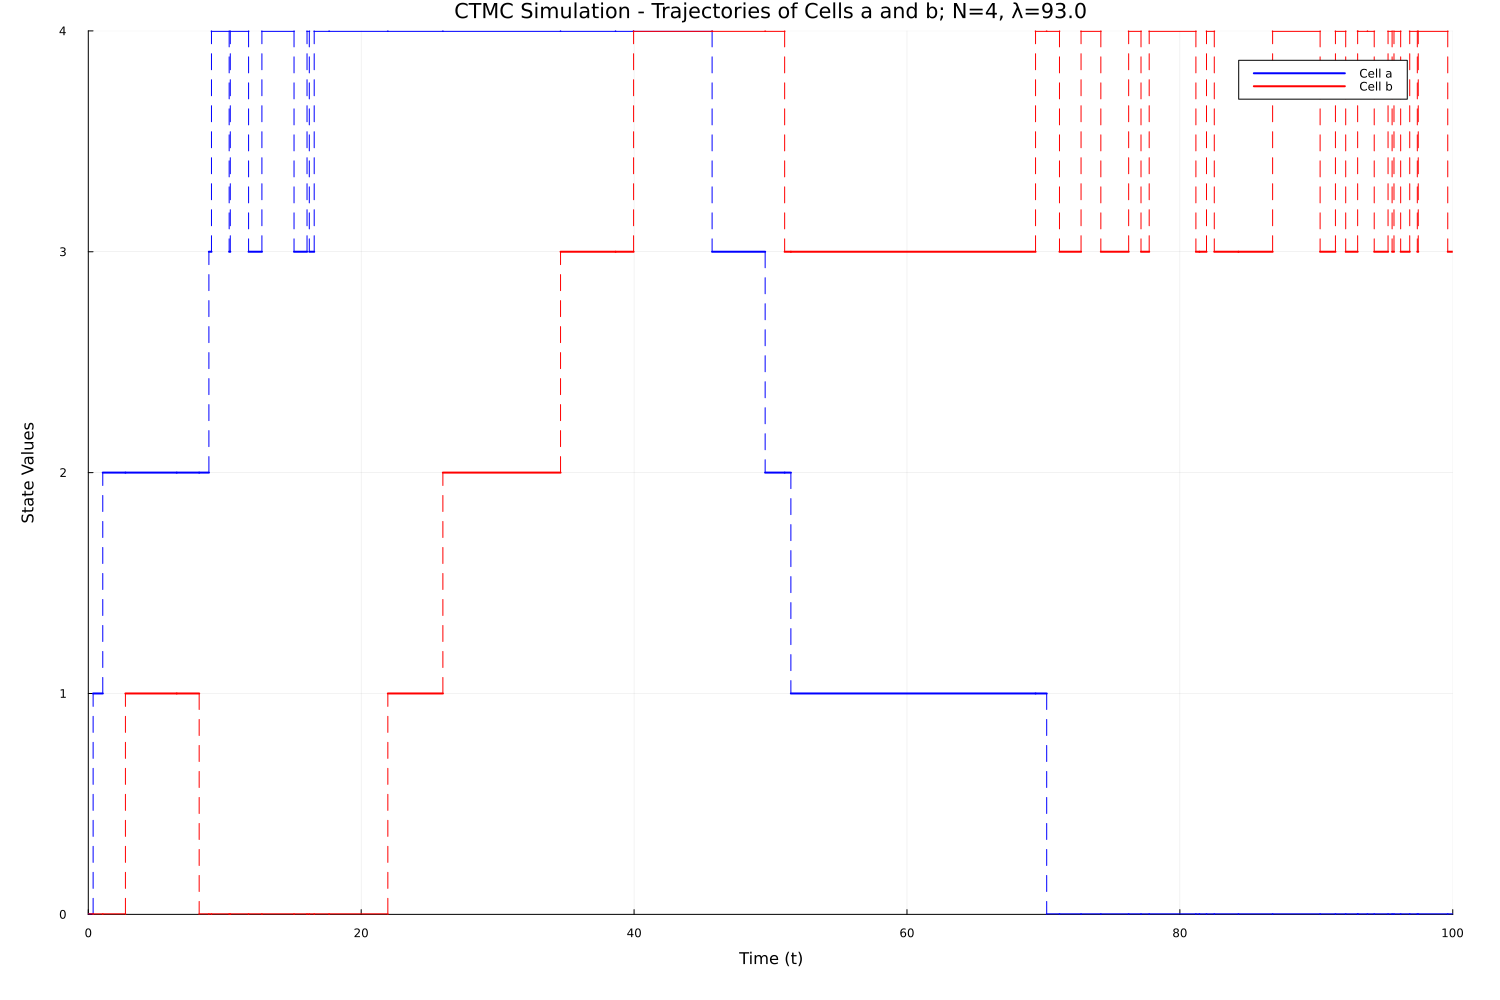 CTMC Simulation - Trajectories of Cells a and b; N=4, λ=93.0
4
Cell a
Cell b
3
State Values
2
1
0
0 20 40 60 80 100
Time (t)